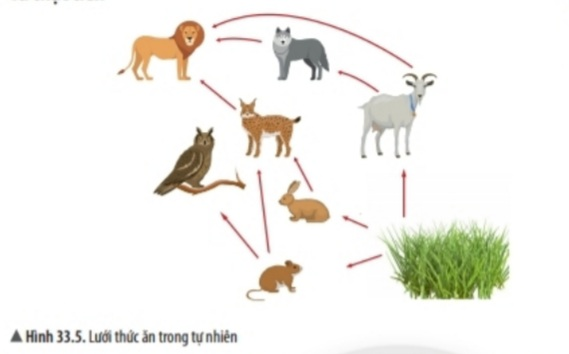 ▲ Hình 33.5. Lưới thức ăn trong tự nhiên